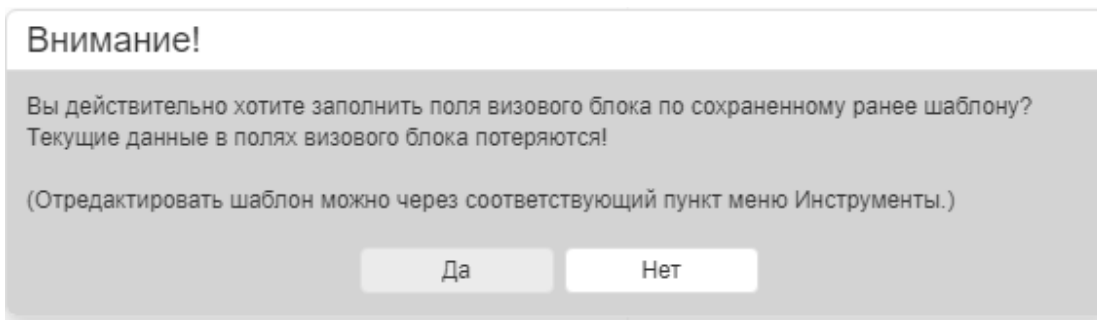 Внимание!
Вы действительно хотите заполнить поля визового блока по сохраненному ранее шаблону?
Текущие данные в полях визового блока потеряются!
(Отредактировать шаблон можно через соответствующий пункт меню Инструменты.)
Да
Нет